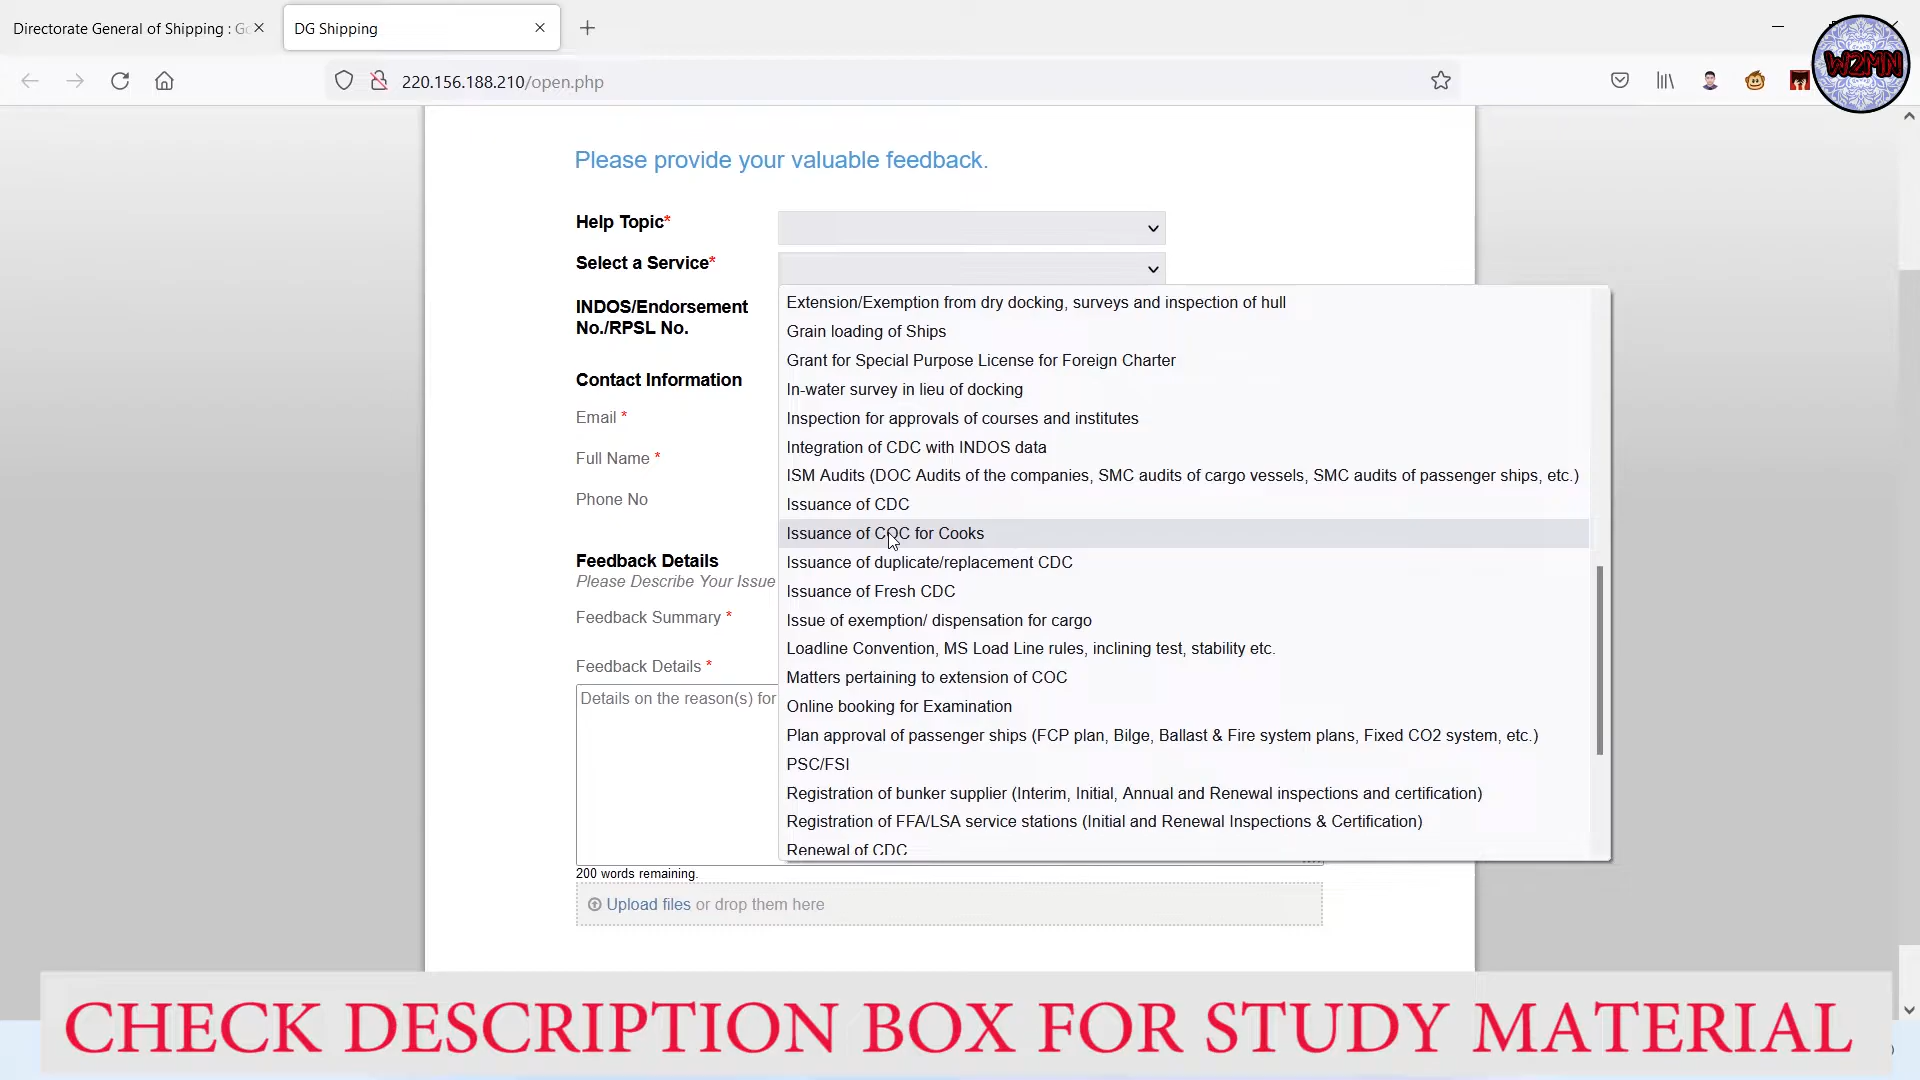 Directorate General of Shipping : Go
DG Shipping
220.156.188.210/open.php
W2MN
Please provide your valuable feedback.
Help Topic*
Select a Service*
INDOS/Endorsement
No./RPSL No.
Contact Information
Email *
Full Name *
Phone No
Feedback Details
Please Describe Your Issue
Feedback Summary *
Feedback Details *
Details on the reason(s) for
200 words remaining.
Upload files or drop them here
Extension/Exemption from dry docking, surveys and inspection of hull
Grain loading of Ships
Grant for Special Purpose License for Foreign Charter
In-water survey in lieu of docking
Inspection for approvals of courses and institutes
Integration of CDC with INDOS data
ISM Audits (DOC Audits of the companies, SMC audits of cargo vessels, SMC audits of passenger ships, etc.)
Issuance of CDC
Issuance of COC for Cooks
Issuance of duplicate/replacement CDC
Issuance of Fresh CDC
Issue of exemption/ dispensation for cargo
Loadline Convention, MS Load Line rules, inclining test, stability etc.
Matters pertaining to extension of COC
Online booking for Examination
Plan approval of passenger ships (FCP plan, Bilge, Ballast & Fire system plans, Fixed CO2 system, etc.)
PSC/FSI
Registration of bunker supplier (Interim, Initial, Annual and Renewal inspections and certification)
Registration of FFA/LSA service stations (Initial and Renewal Inspections & Certification)
Renewal of CDC
CHECK DESCRIPTION BOX FOR STUDY MATERIAL